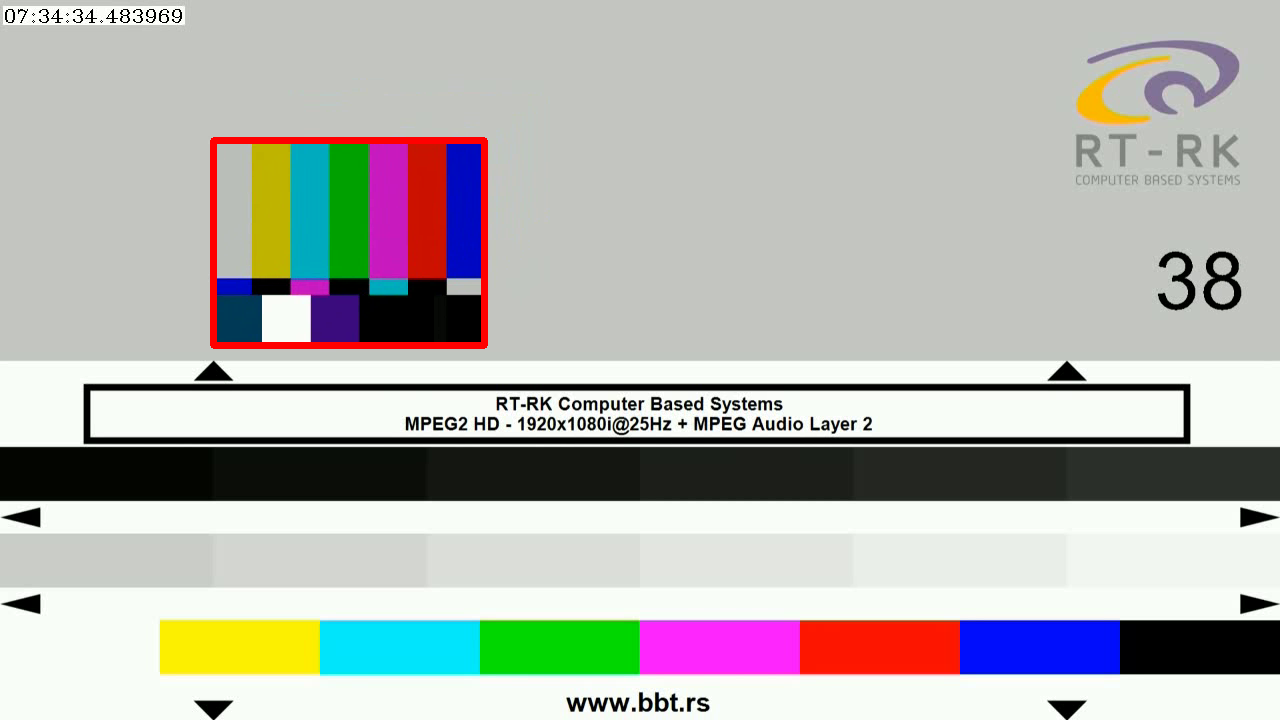 07:34:34.483969
RT-RK
COMPUTER BASED SYSTEMS
38
RT-RK Computer Based Systems
MPEG2 HD - 1920x1080i@25Hz + MPEG Audio Layer 2
www.bbt.rs